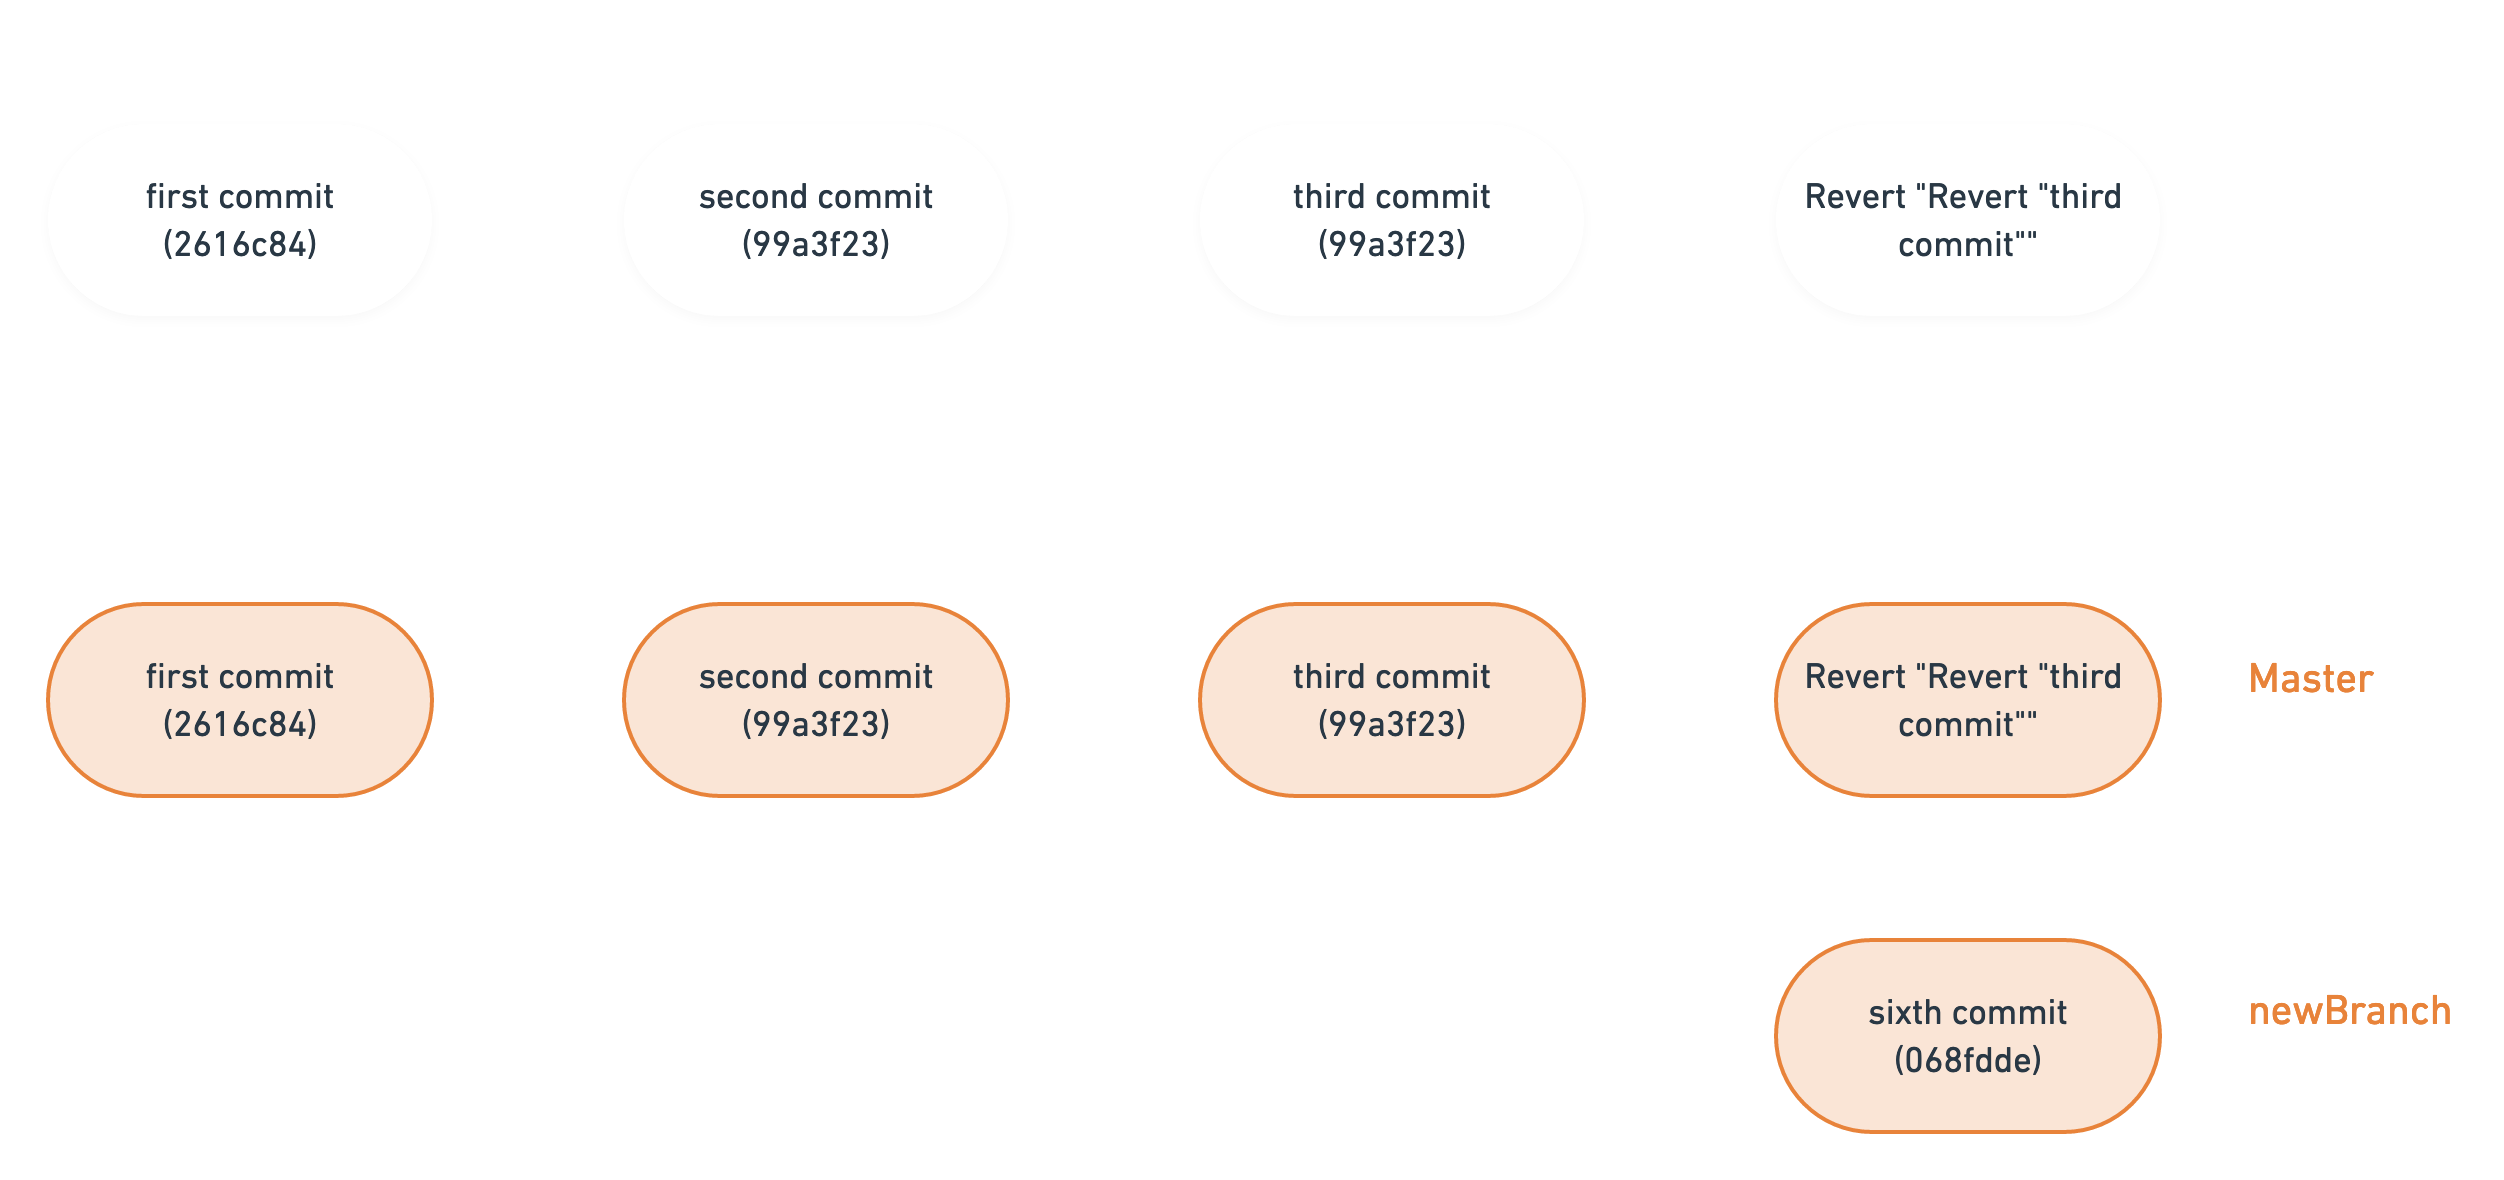 first commit
(2616c84)
second commit
(99a3f23)
third commit
(99a3f23)
Revert "Revert "third
commit""
first commit
(2616c84)
second commit
(99a3f23)
third commit
(99a3f23)
Revert "Revert "third
commit""
Master
sixth commit
(068fdde)
newBranch